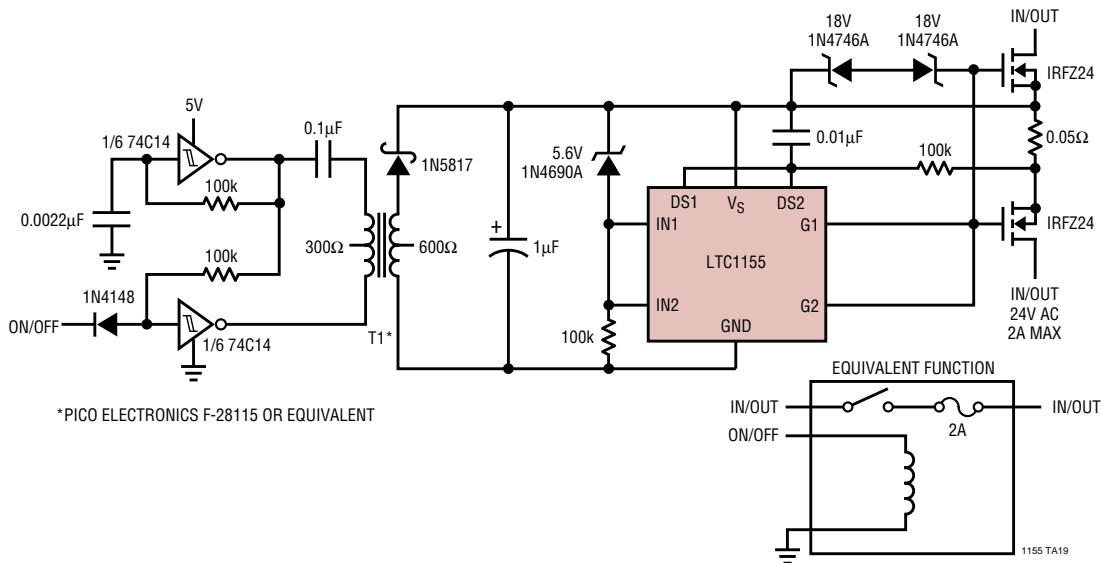 18V
1N4746A
18V
1N4746A
IN/OUT
IRFZ24
5V
1/6 74C14
0.1µF
100k
0.0022µF
1N5817
5.6V
1N4690A
0.01µF
100k
0.05Ω
DS1
VS
DS2
IN1
G1
IRFZ24
300Ω
600Ω
+
1µF
LTC1155
100k
1N4148
ON/OFF
1/6 74C14
T1*
IN2
G2
GND
100k
IN/OUT
24V AC
2A MAX
*PICO ELECTRONICS F-28115 OR EQUIVALENT
EQUIVALENT FUNCTION
IN/OUT
IN/OUT
2A
ON/OFF
1155 TA19